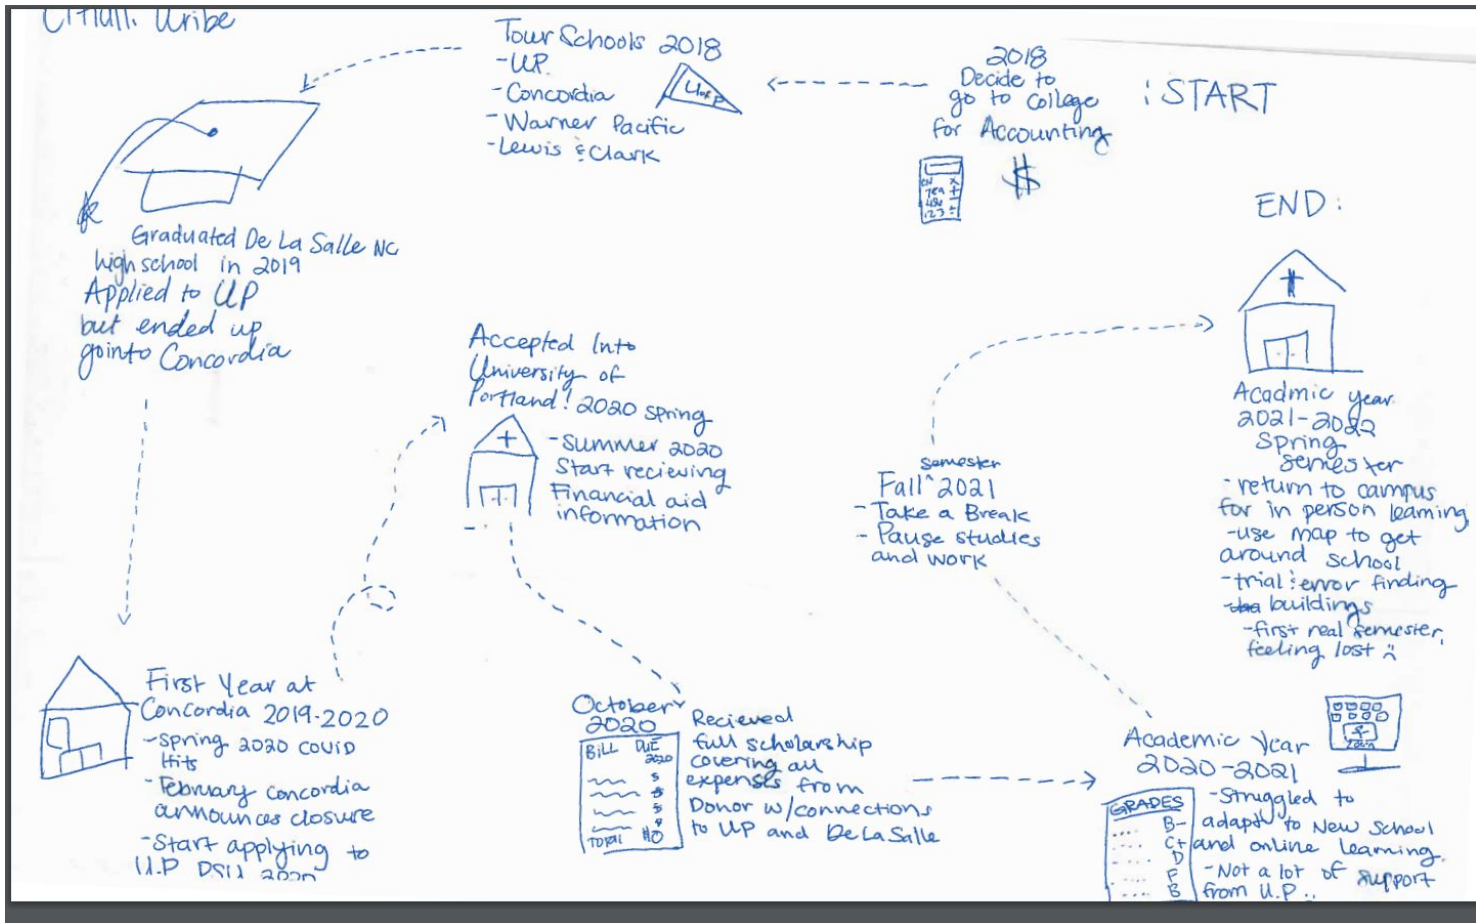 Citlali Uribe
: START
2018
Decide to
go to college
for Accounting
$
Tour Schools 2018
- U.P.
- Concordia
- Warner Pacific
- Lewis & Clark
U of P
Graduated De La Salle NC
high school in 2019
Applied to UP
but ended up
gointo Concordia
First Year at
Concordia 2019-2020
- Spring 2020 COVID
Hits
- February concordia
announces closure
- Start applying to
U.P PSU 2020
Accepted Into
University of
Portland! 2020 spring
- Summer 2020
Start recieving
Financial aid
information
October
2020
BILL DUE
2020
$
$
$
$
TOTAL $0
Recieved
full scholarship
covering all
expenses from
Donor w/connections
to UP and De La Salle
Academic Year
2020-2021
GRADES
B-
C+
D
F
B
- Struggled to
adapt to New School
and online learning.
- Not a lot of support
from U.P..
semester
Fall ^ 2021
- Take a Break
- Pause studies
and work
END:
Acadmic year
2021-2022
Spring
semester
- return to campus
for in person learning
- use map to get
around school
- trial & error finding
buildings
- first real semester,
feeling lost :(